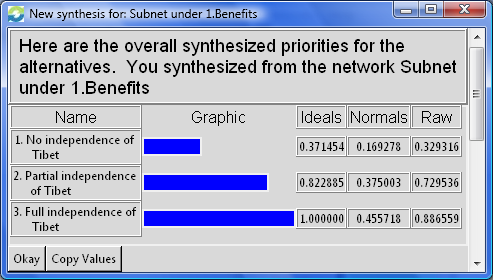 New synthesis for: Subnet under 1.Benefits
Here are the overall synthesized priorities for the
alternatives. You synthesized from the network Subnet
under 1.Benefits
Name Graphic Ideals Normals Raw
1. No independence of
Tibet
0.371454 0.169278 0.329316
2. Partial independence
of Tibet
0.822885 0.375003 0.729536
3. Full independence of
Tibet
1.000000 0.455718 0.886559
Okay Copy Values